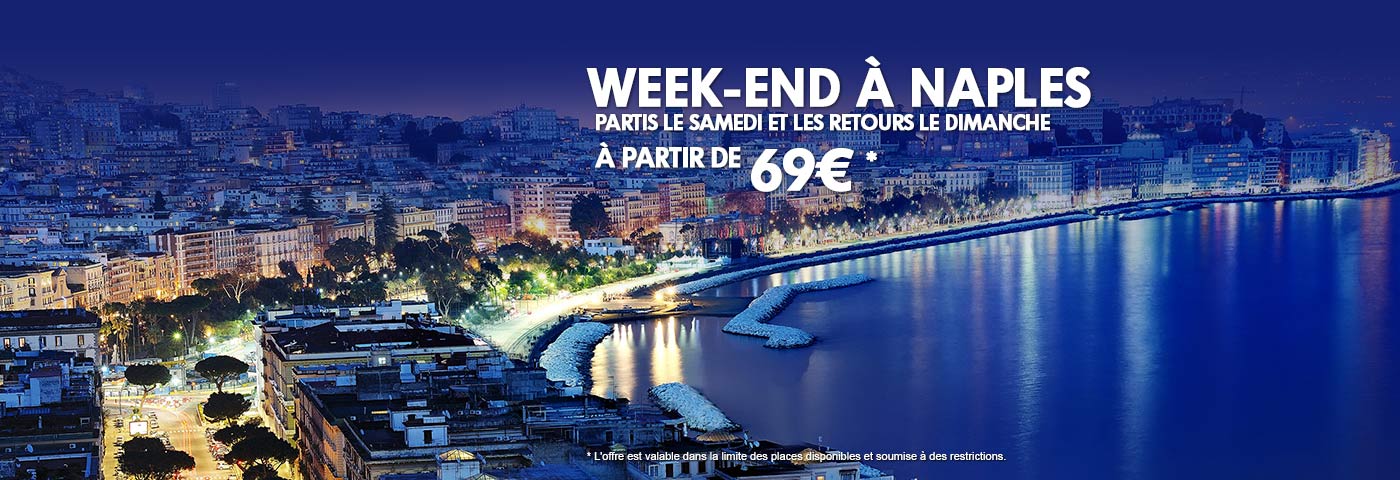 WEEK-END À NAPLES
PARTIS LE SAMEDI ET LES RETOURS LE DIMANCHE
À PARTIR DE 69€ *
* L'offre est valable dans la limite des places disponibles et soumise à des restrictions.